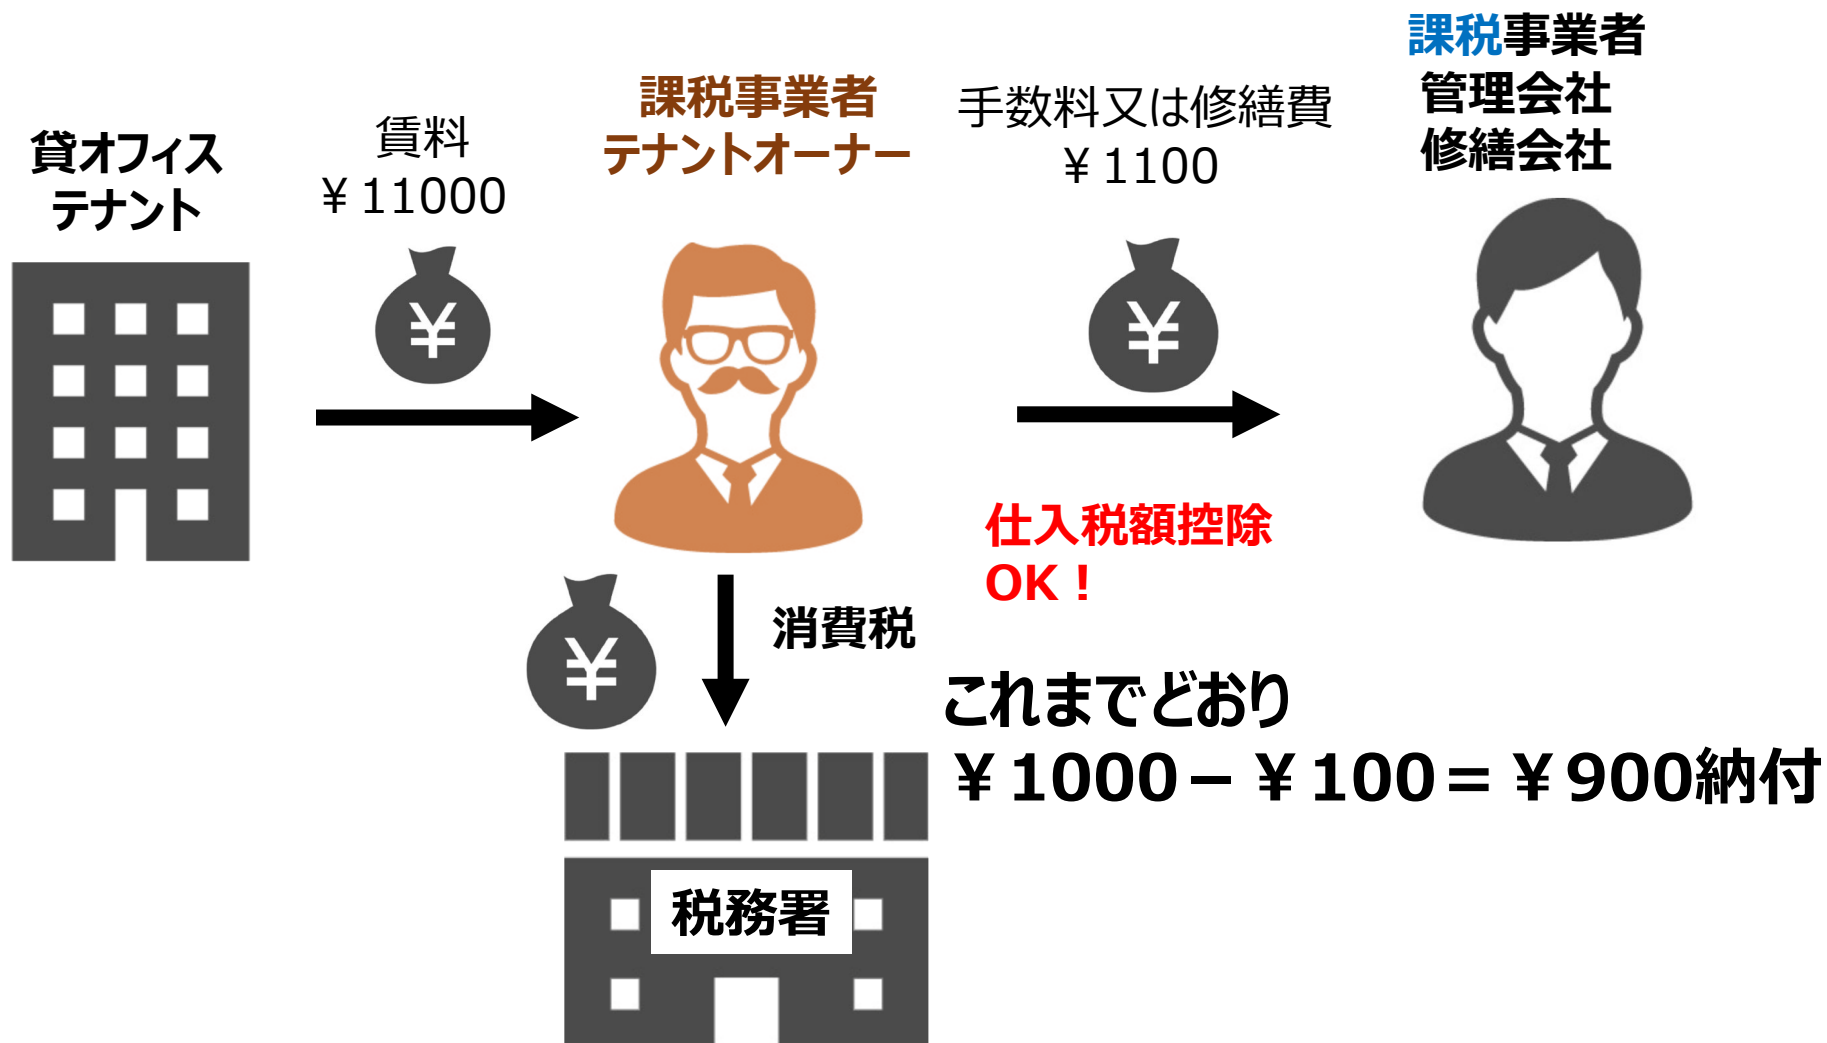 貸オフィス
テナント
賃料
￥11000
¥
課税事業者
テナントオーナー
手数料又は修繕費
￥1100
¥
課税事業者
管理会社
修繕会社
仕入税額控除
OK！
¥
消費税
これまでどおり
￥1000－￥100＝￥900納付
税務署